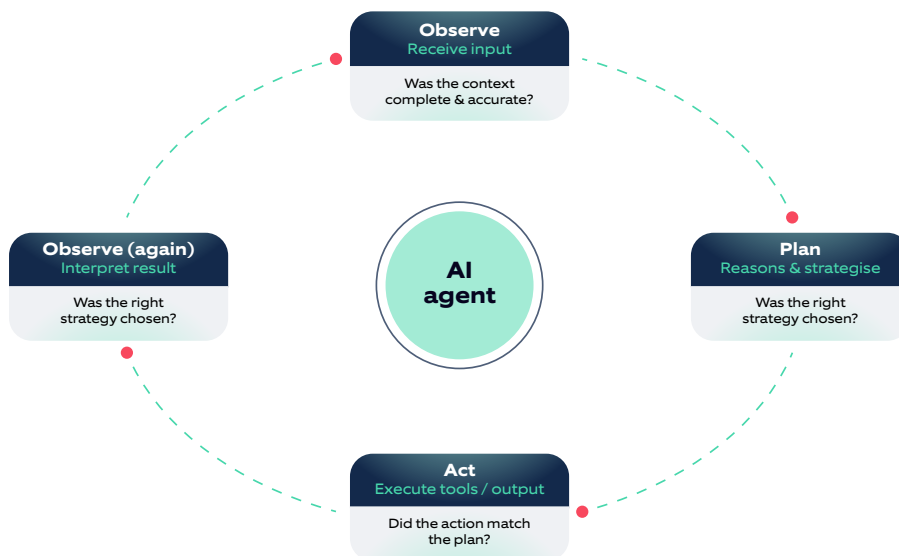 Observe
Receive input
Was the context
complete & accurate?
Observe (again)
Interpret result
Was the right
strategy chosen?
AI
agent
Plan
Reasons & strategise
Was the right
strategy chosen?
Act
Execute tools / output
Did the action match
the plan?